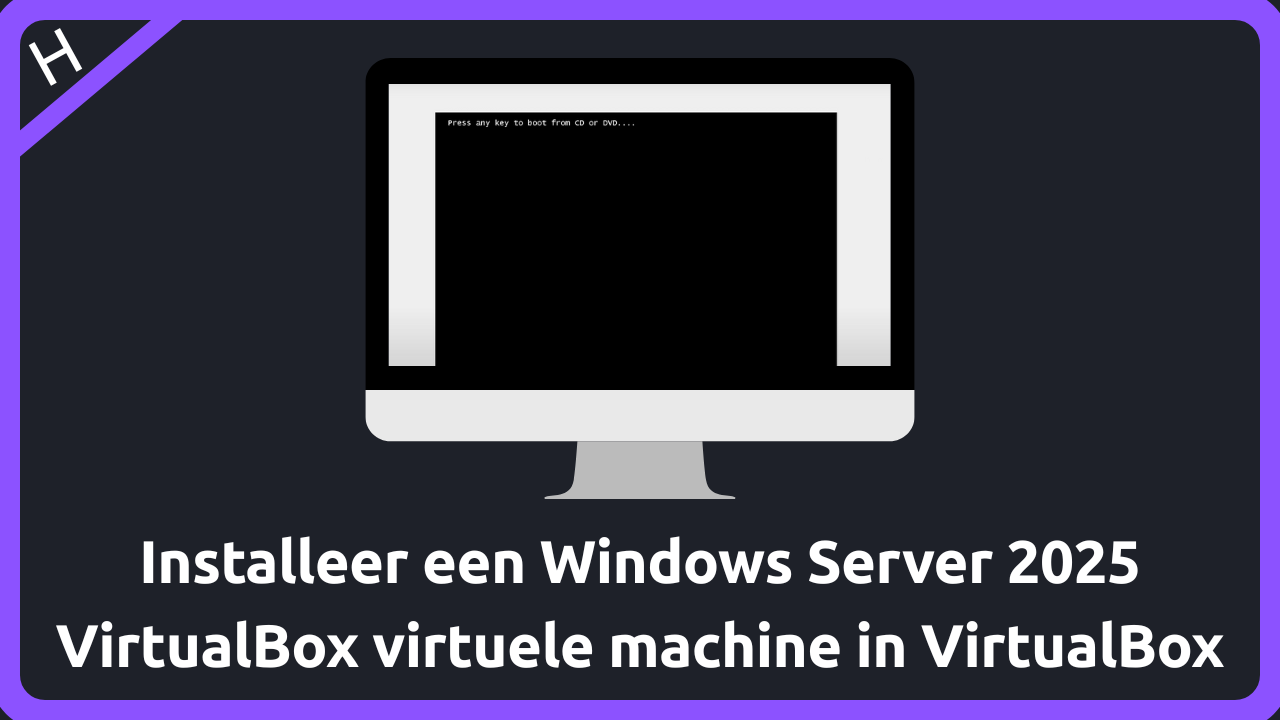 H
Press any key to boot from CD or DVD....
Installeer een Windows Server 2025
VirtualBox virtuele machine in VirtualBox